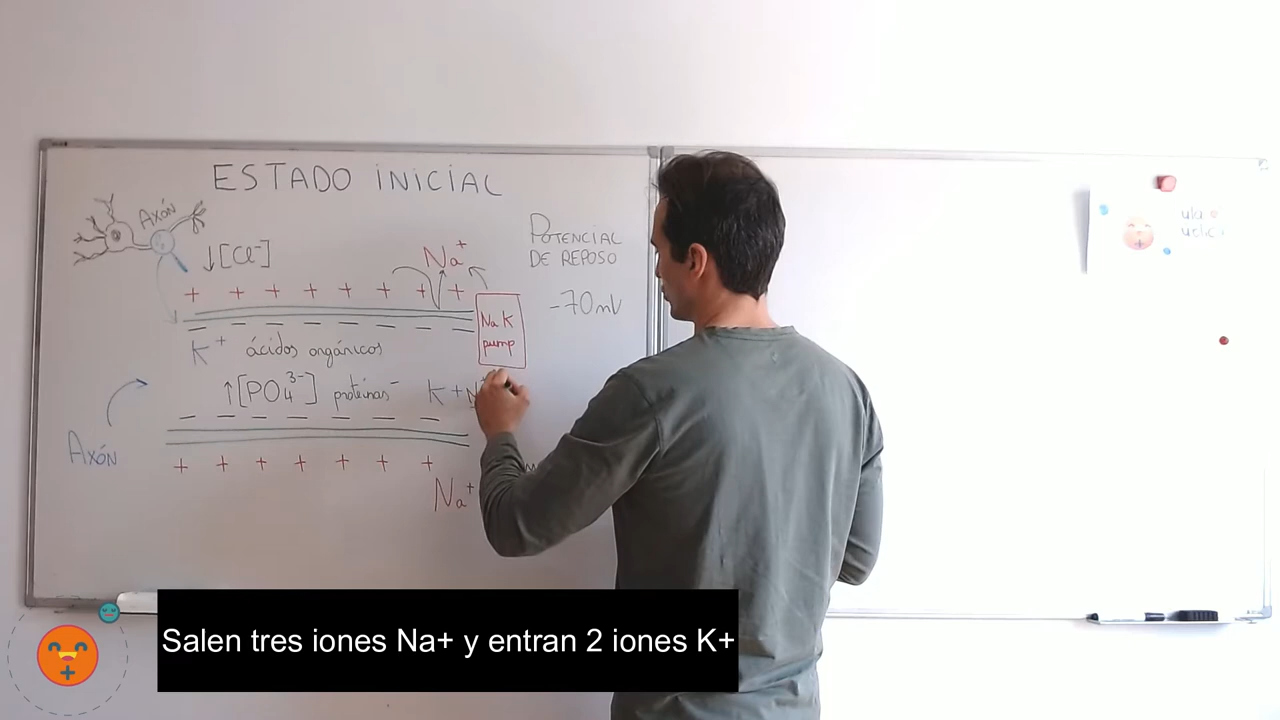 ESTADO INICIAL
AXÓN
↓[Cl⁻]
Na⁺
POTENCIAL
DE REPOSO
+ + + + + + + +
-70mV
Na K
pump
− − − − − − − −
K⁺ ácidos orgánicos
↑[PO₄³⁻] proteínas⁻ K+
− − − − − − −
AXÓN
+ + + + + + +
Na⁺
Salen tres iones Na+ y entran 2 iones K+